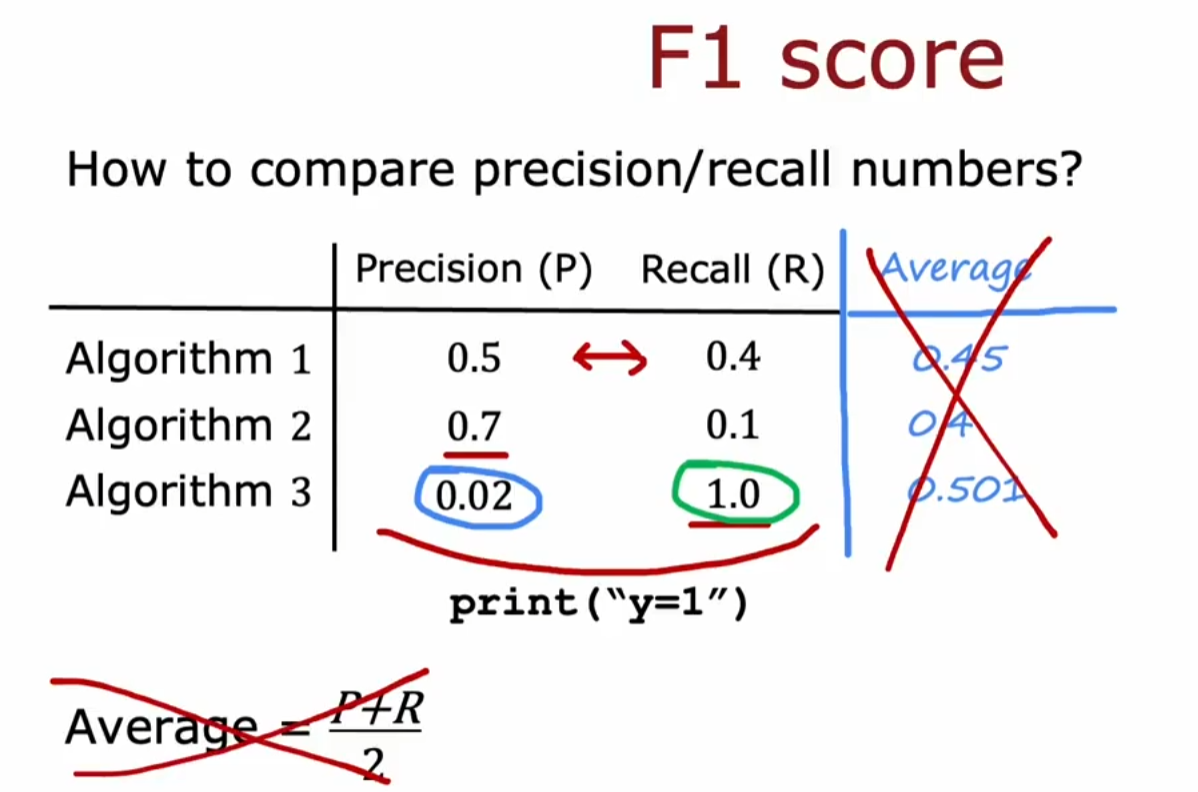 F1 score
How to compare precision/recall numbers?
Precision (P) Recall (R) Average
Algorithm 1 0.5 0.4 0.45
Algorithm 2 0.7 0.1 0.4
Algorithm 3 0.02 1.0 0.501
print(“y=1”)
Average = P+R
2